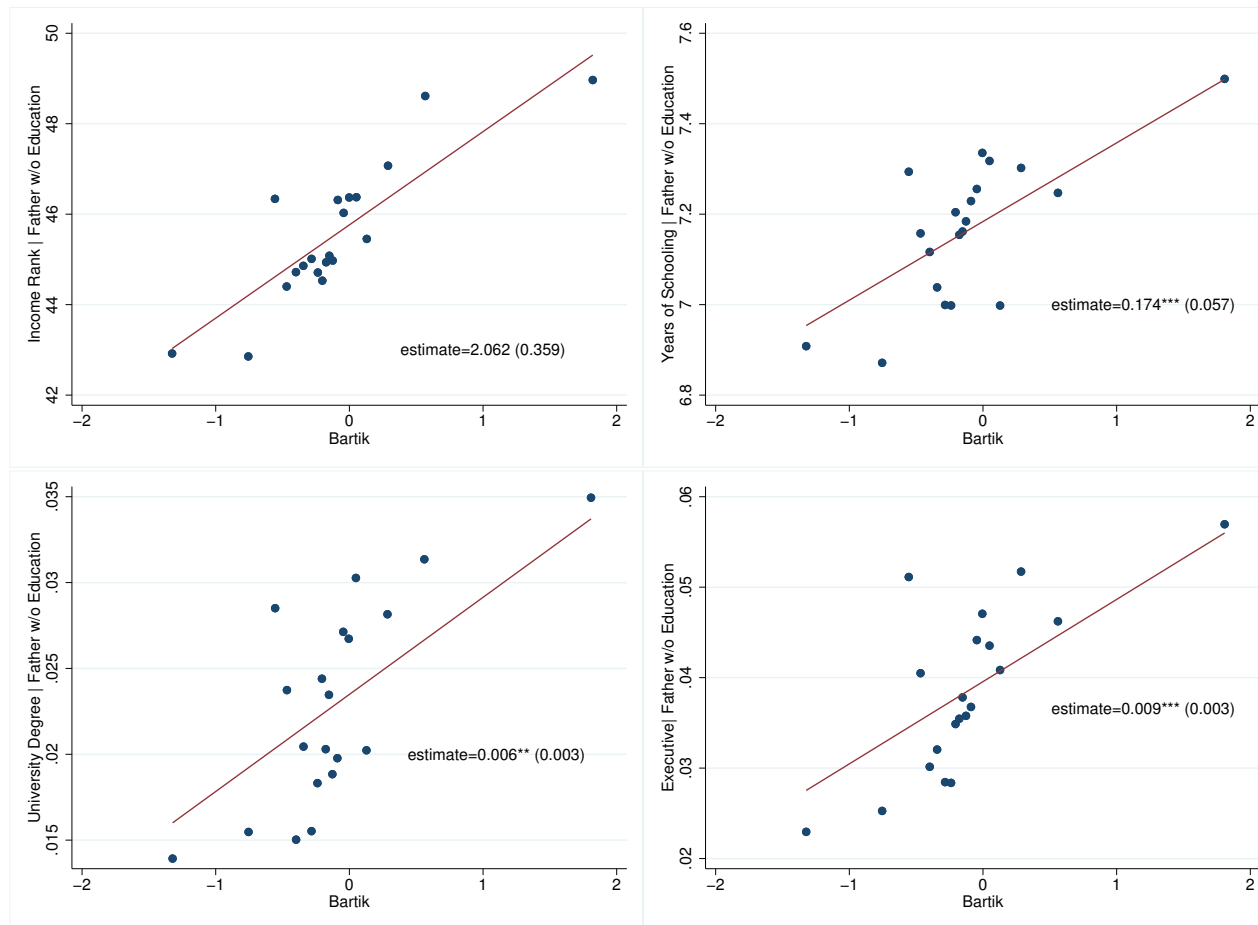 Income Rank | Father w/o Education
50
48
46
44
42
estimate=2.062 (0.359)
−2 −1 0 1 2
Bartik
Years of Schooling | Father w/o Education
7.6
7.4
7.2
7
6.8
estimate=0.174*** (0.057)
−2 −1 0 1 2
Bartik
University Degree | Father w/o Education
.035
.03
.025
.020
.015
estimate=0.006** (0.003)
−2 −1 0 1 2
Bartik
Executive| Father w/o Education
.06
.05
.04
.03
.02
estimate=0.009*** (0.003)
−2 −1 0 1 2
Bartik